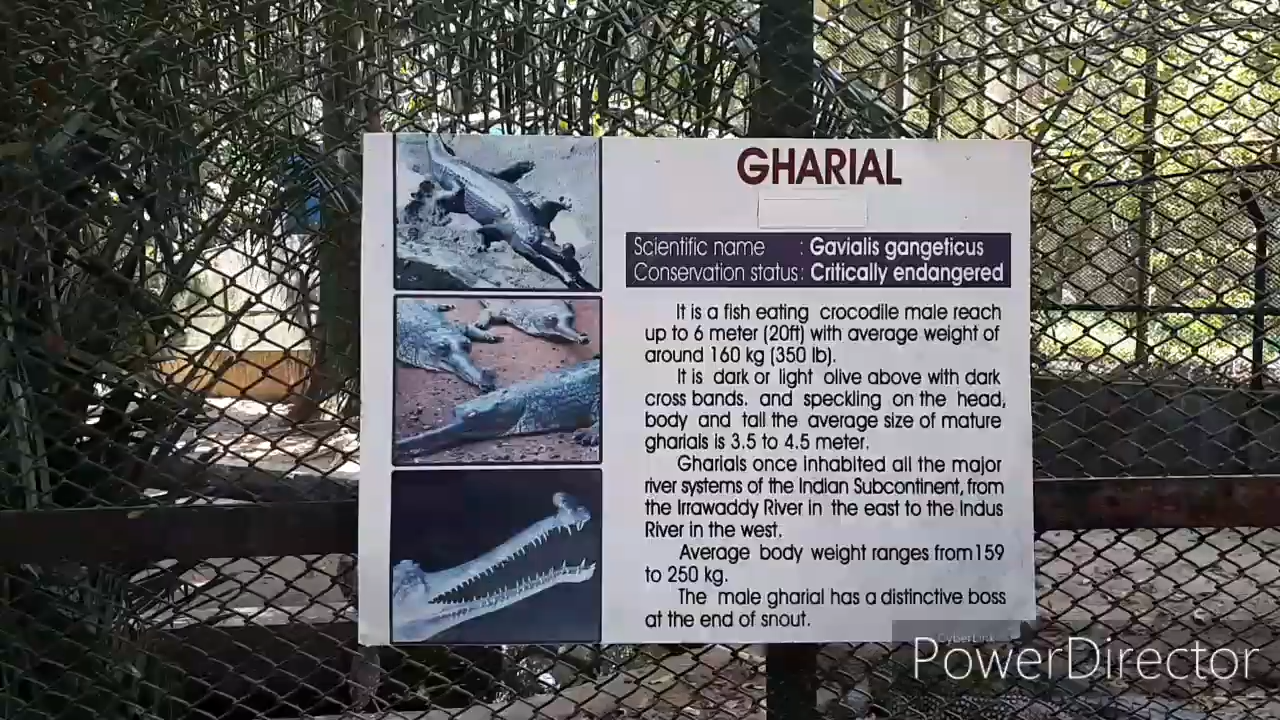 GHARIAL
Scientific name : Gavialis gangeticus
Conservation status : Critically endangered
It is a fish eating crocodile male reach
up to 6 meter (20ft) with average weight of
around 160 kg (350 lb).
It is dark or light olive above with dark
cross bands. and speckling on the head,
body and tail the average size of mature
gharials is 3.5 to 4.5 meter.
Gharials once inhabited all the major
river systems of the Indian Subcontinent, from
the Irrawaddy River in the east to the Indus
River in the west.
Average body weight ranges from 159
to 250 kg.
The male gharial has a distinctive boss
at the end of snout.
CyberLink
PowerDirector